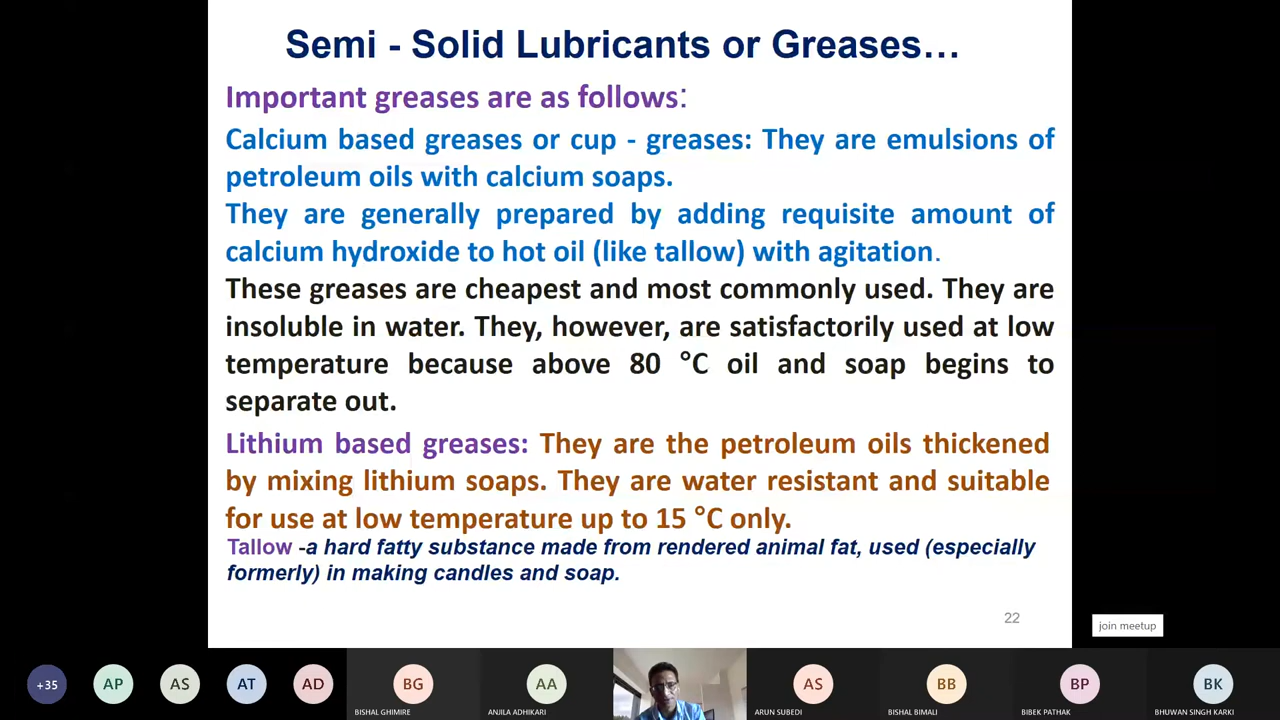 Semi - Solid Lubricants or Greases…
Important greases are as follows:
Calcium based greases or cup - greases: They are emulsions of
petroleum oils with calcium soaps.
They are generally prepared by adding requisite amount of
calcium hydroxide to hot oil (like tallow) with agitation.
These greases are cheapest and most commonly used. They are
insoluble in water. They, however, are satisfactorily used at low
temperature because above 80 °C oil and soap begins to
separate out.
Lithium based greases: They are the petroleum oils thickened
by mixing lithium soaps. They are water resistant and suitable
for use at low temperature up to 15 °C only.
Tallow -a hard fatty substance made from rendered animal fat, used (especially
formerly) in making candles and soap.
22
join meetup
+35 AP AS AT AD BG AA AS BB BP BK
BISHAL GHIMIRE ANJILA ADHIKARI ARUN SUBEDI BISHAL BIMALI BIBEK PATHAK BHUWAN SINGH KARKI